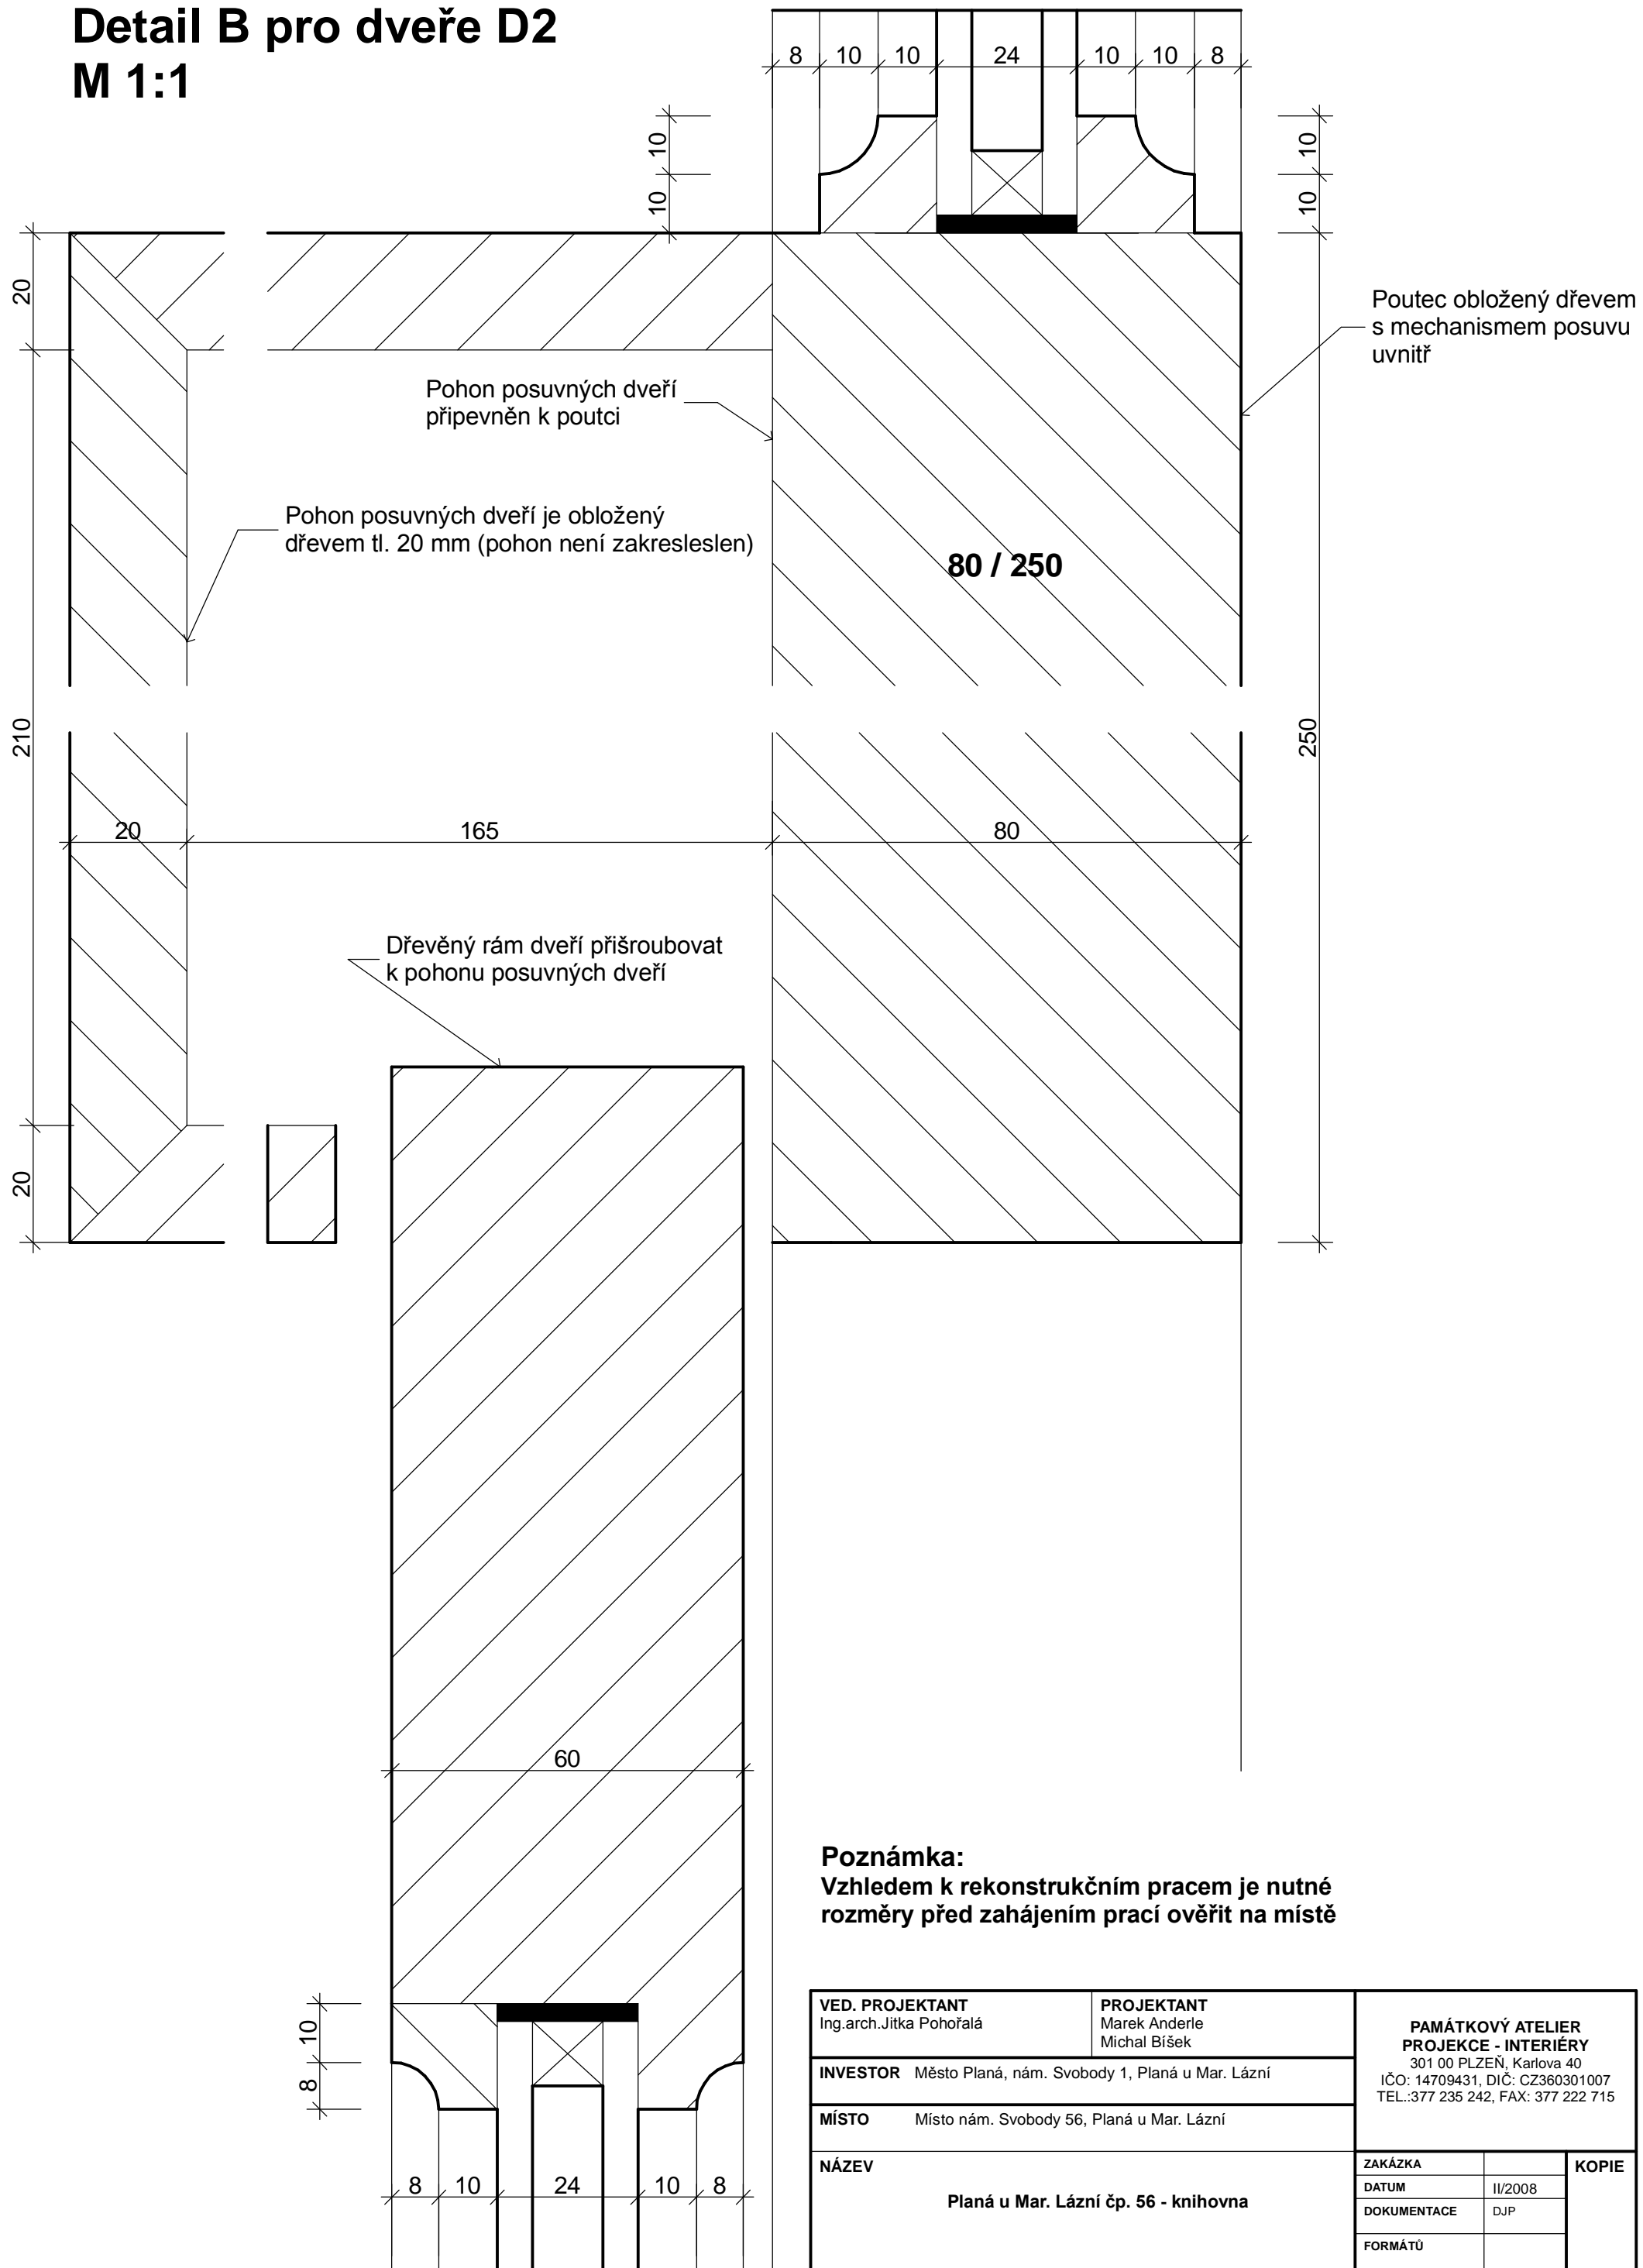 Detail B pro dveře D2
M 1:1
8 10 10 24 10 10 8
10
10
10
10
20
Poutec obložený dřevem
s mechanismem posuvu
uvnitř
Pohon posuvných dveří
připevněn k poutci
Pohon posuvných dveří je obložený
dřevem tl. 20 mm (pohon není zakresleslen)
80 / 250
210
250
20 165 80
Dřevěný rám dveří přišroubovat
k pohonu posuvných dveří
20
60
Poznámka:
Vzhledem k rekonstrukčním pracem je nutné
rozměry před zahájením prací ověřit na místě
10
8
8 10 24 10 8
VED. PROJEKTANT
Ing.arch.Jitka Pohořalá
PROJEKTANT
Marek Anderle
Michal Bíšek
PAMÁTKOVÝ ATELIER
PROJEKCE - INTERIÉRY
301 00 PLZEŇ, Karlova 40
IČO: 14709431, DIČ: CZ360301007
TEL.:377 235 242, FAX: 377 222 715
INVESTOR Město Planá, nám. Svobody 1, Planá u Mar. Lázní
MÍSTO Místo nám. Svobody 56, Planá u Mar. Lázní
NÁZEV
Planá u Mar. Lázní čp. 56 - knihovna
ZAKÁZKA
KOPIE
DATUM II/2008
DOKUMENTACE DJP
FORMÁTŮ